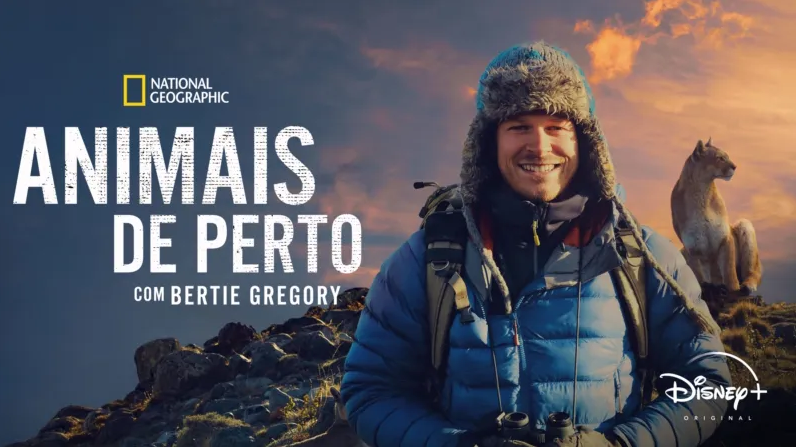 NATIONAL
GEOGRAPHIC
ANIMAIS
DE PERTO
COM BERTIE GREGORY
DISNEY+
ORIGINAL